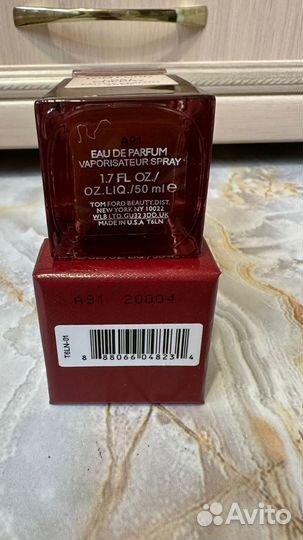 A91
EAU DE PARFUM
VAPORISATEUR SPRAY
1.7 FL OZ./
OZ.LIQ./50 ml e
TOM FORD BEAUTY, DIST.
NEW YORK, NY 10022
WLB LTD, GU32 3DD, UK
MADE IN U.S.A T6LN
A91 20004
T6LN-01
8 88066 04823 4
Avito